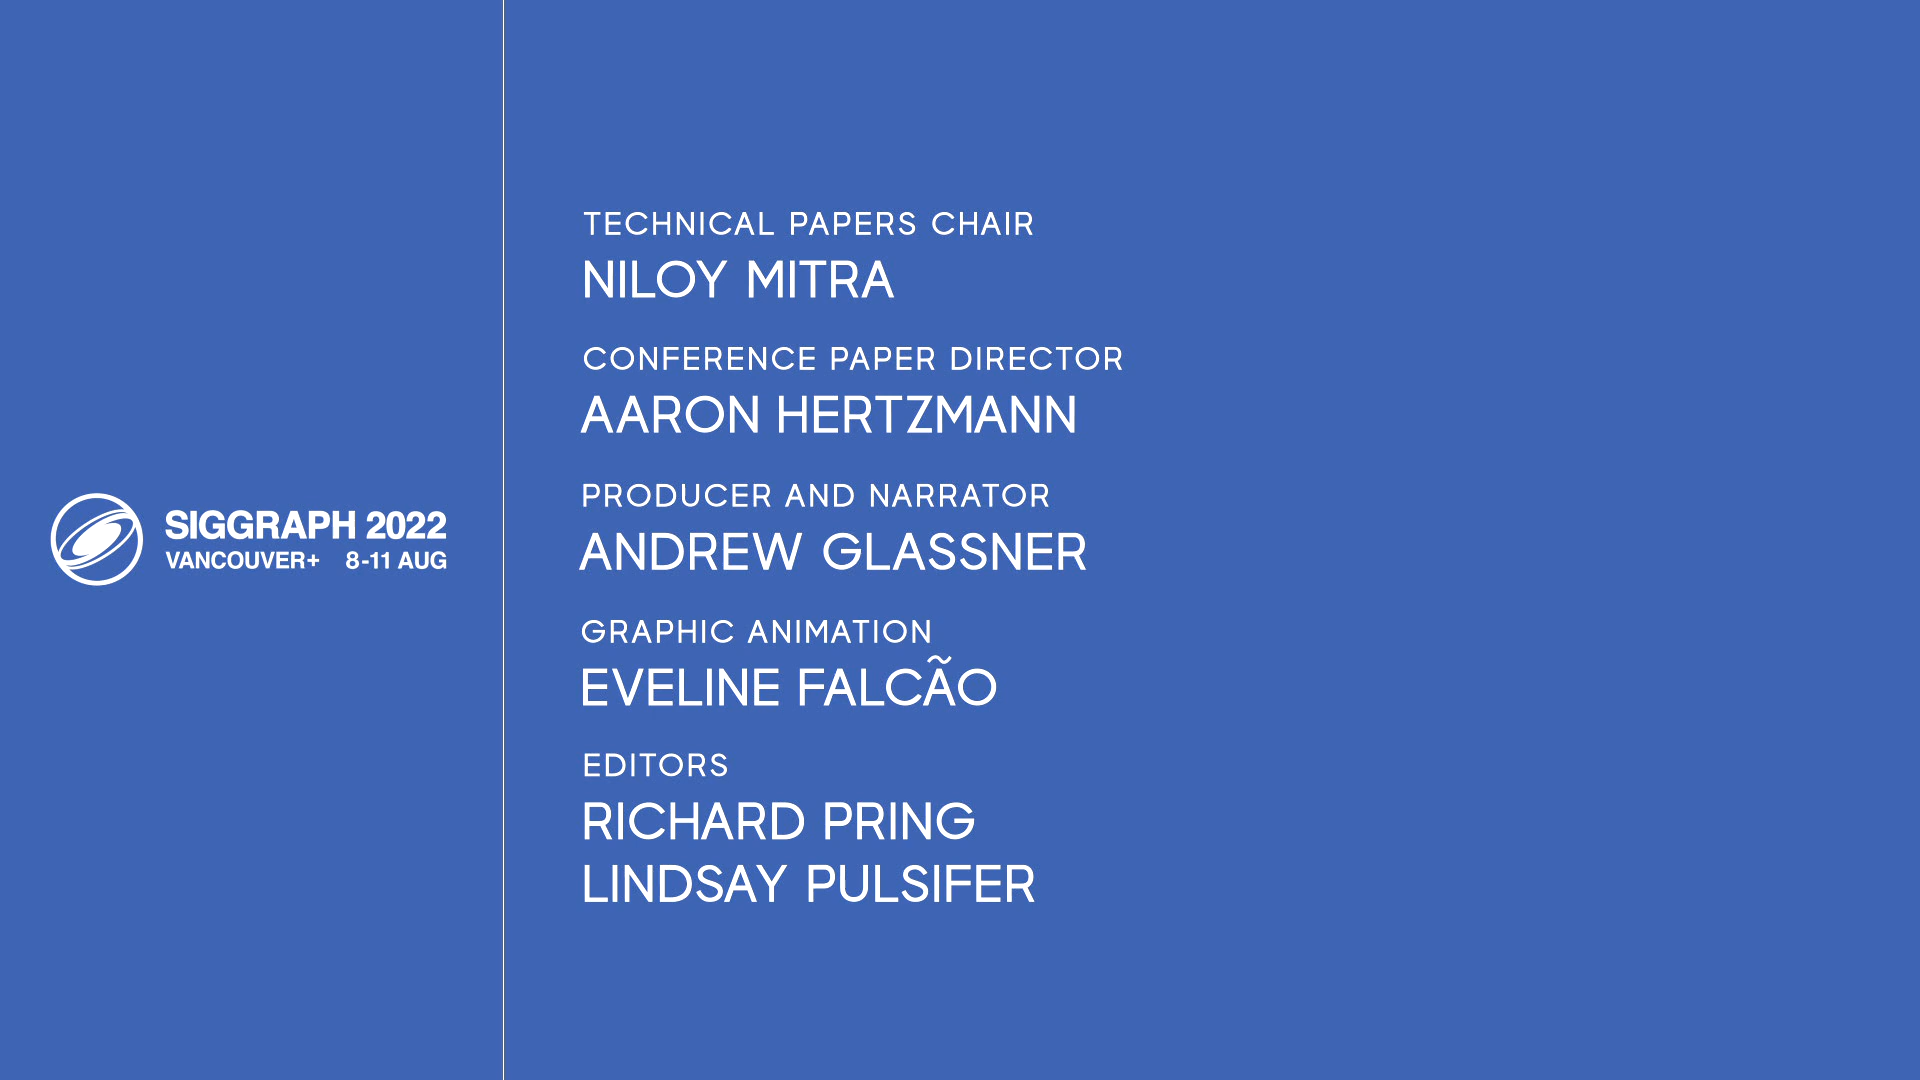 SIGGRAPH 2022
VANCOUVER+ 8-11 AUG
TECHNICAL PAPERS CHAIR
NILOY MITRA
CONFERENCE PAPER DIRECTOR
AARON HERTZMANN
PRODUCER AND NARRATOR
ANDREW GLASSNER
GRAPHIC ANIMATION
EVELINE FALCÃO
EDITORS
RICHARD PRING
LINDSAY PULSIFER